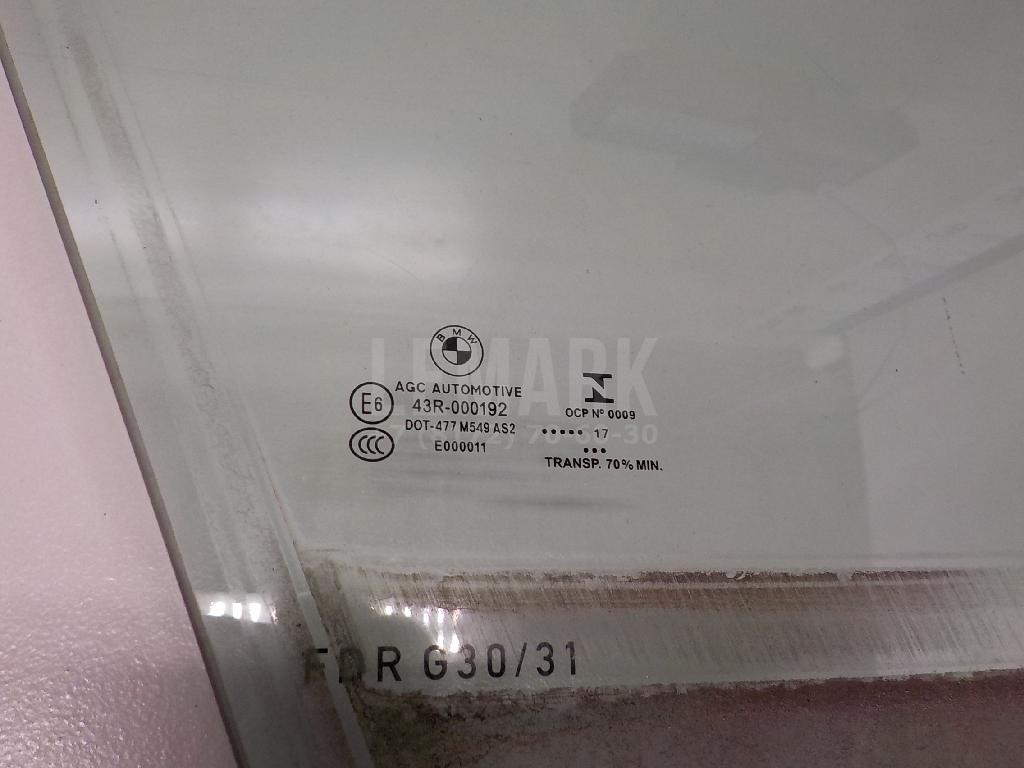 BMW
AGC AUTOMOTIVE
E6
43R-000192
DOT-477 M549 AS2
CCC
E000011
OCP Nº 0009
••••• 17
•••
TRANSP. 70% MIN.
LEMARK
FDR G30/31